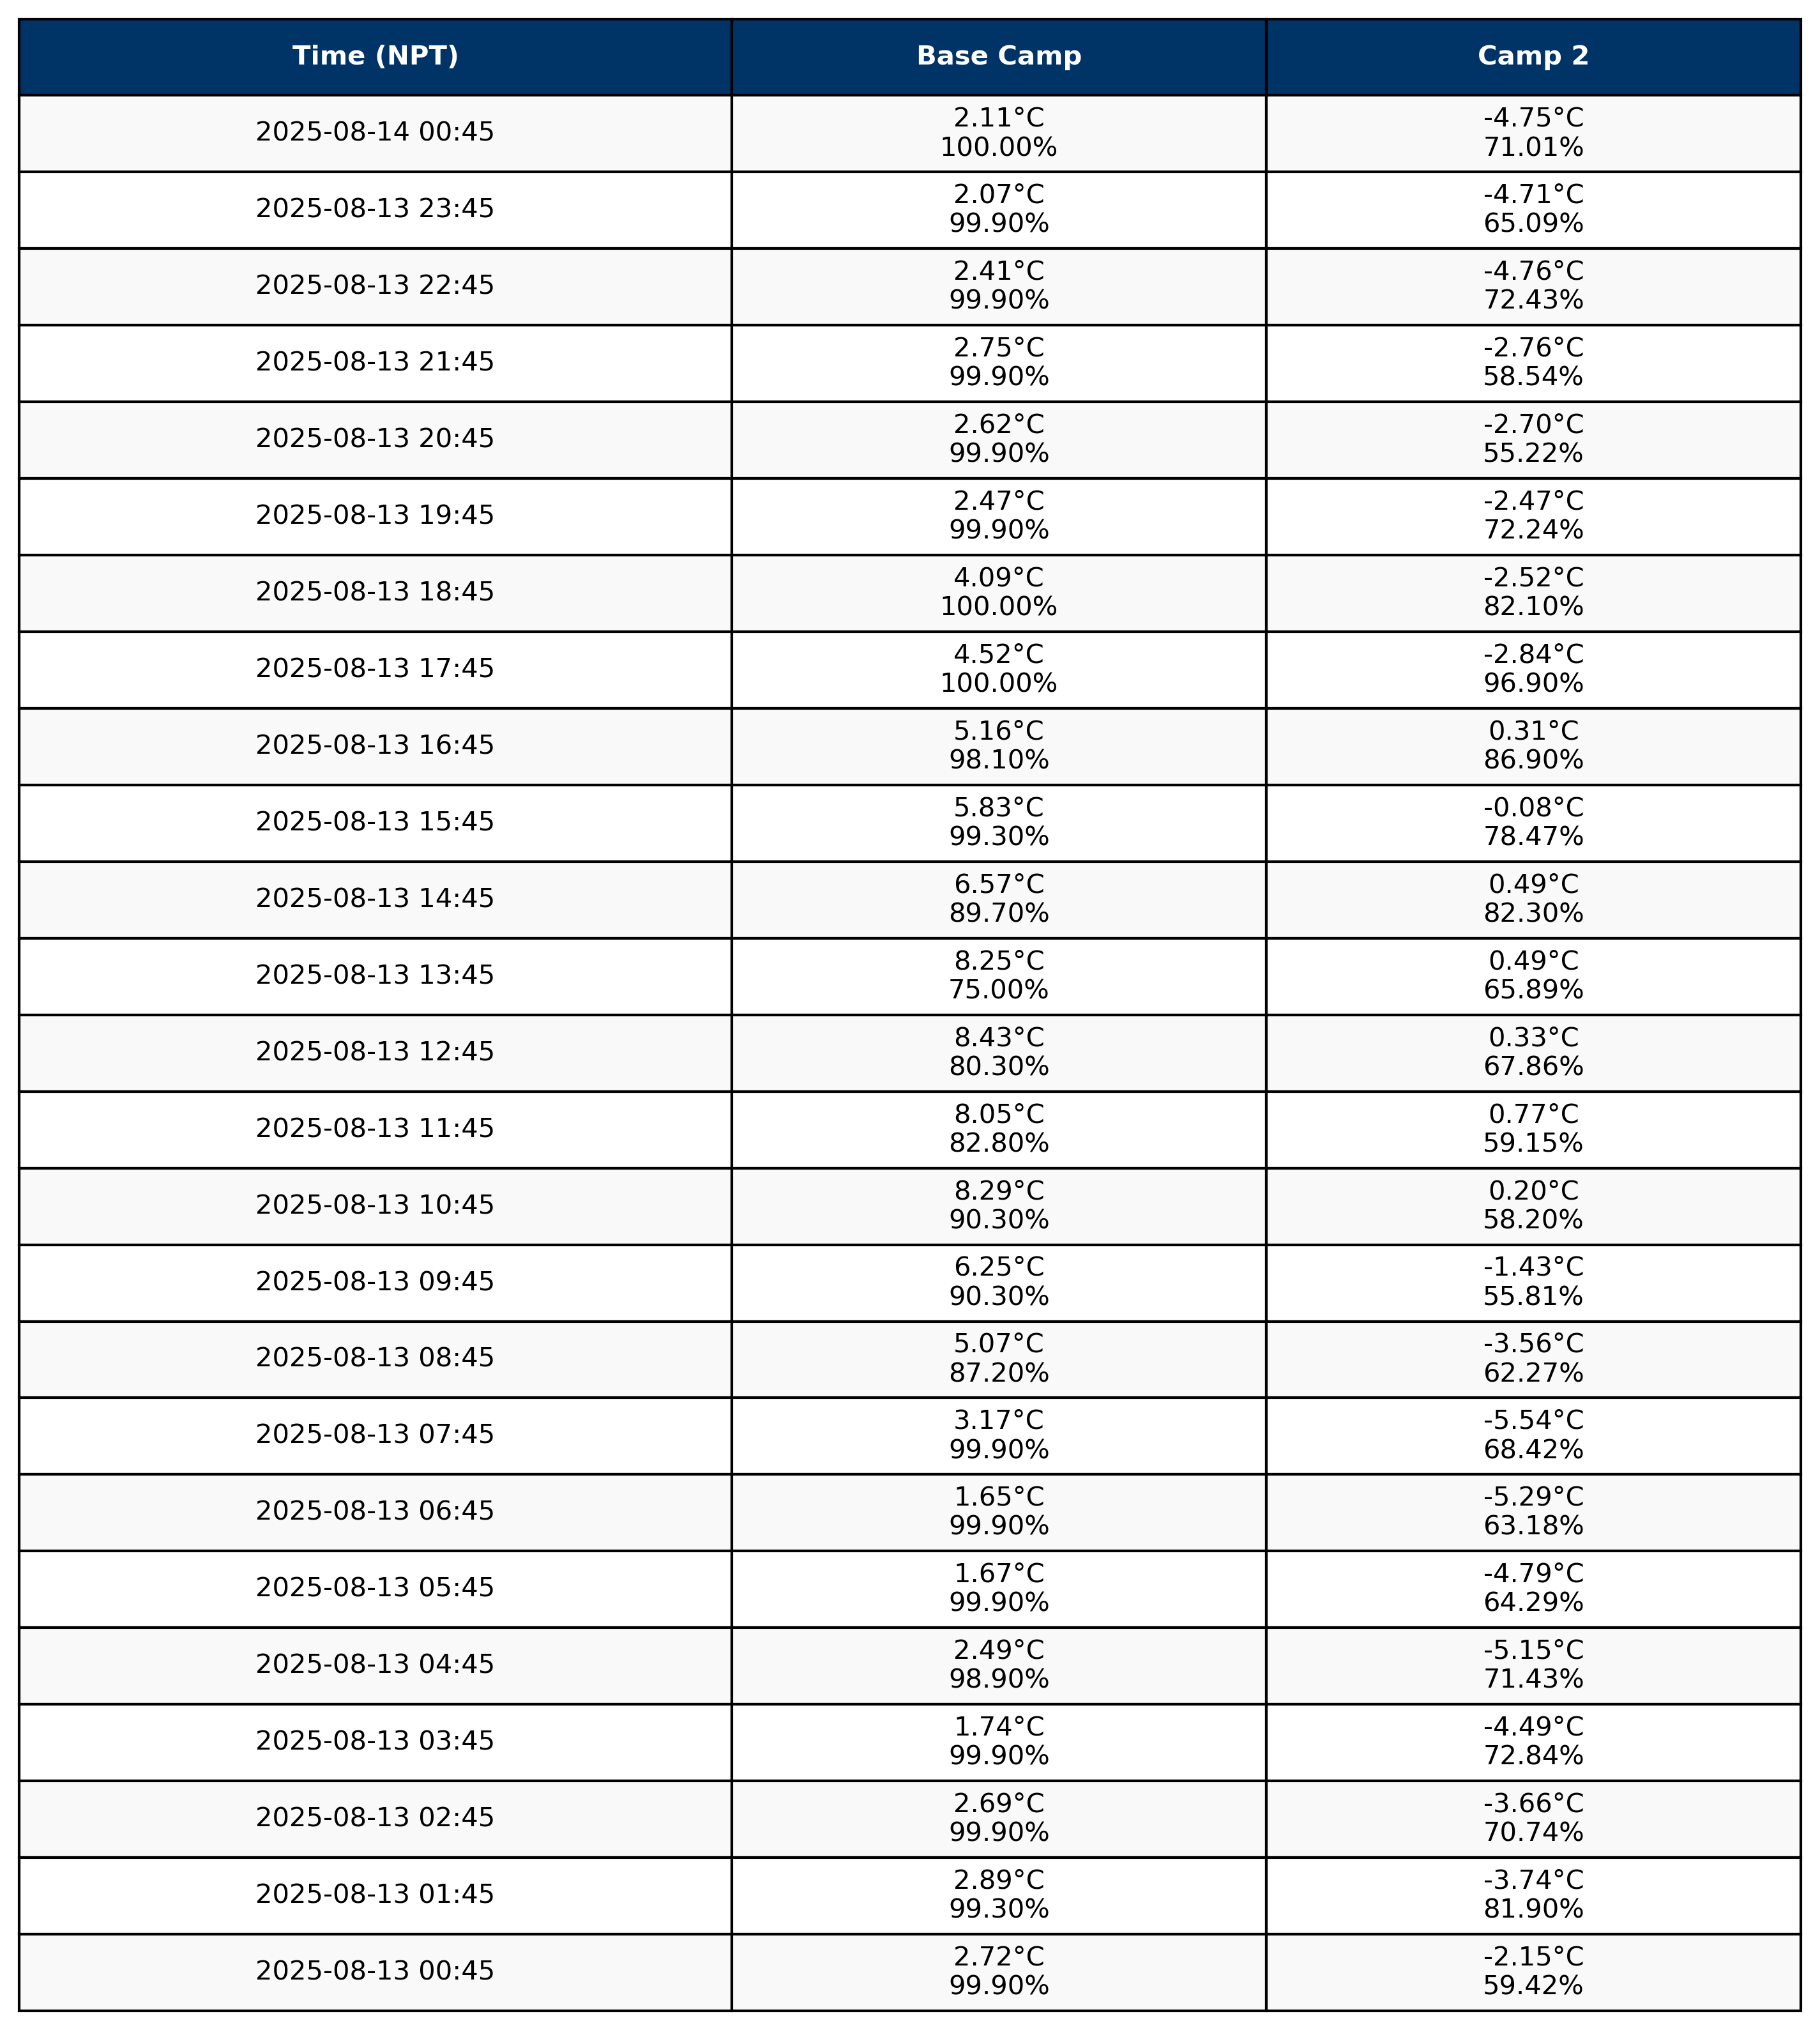 Time (NPT) Base Camp Camp 2
2025-08-14 00:45 2.11°C -4.75°C
100.00% 71.01%
2025-08-13 23:45 2.07°C -4.71°C
99.90% 65.09%
2025-08-13 22:45 2.41°C -4.76°C
99.90% 72.43%
2025-08-13 21:45 2.75°C -2.76°C
99.90% 58.54%
2025-08-13 20:45 2.62°C -2.70°C
99.90% 55.22%
2025-08-13 19:45 2.47°C -2.47°C
99.90% 72.24%
2025-08-13 18:45 4.09°C -2.52°C
100.00% 82.10%
2025-08-13 17:45 4.52°C -2.84°C
100.00% 96.90%
2025-08-13 16:45 5.16°C 0.31°C
98.10% 86.90%
2025-08-13 15:45 5.83°C -0.08°C
99.30% 78.47%
2025-08-13 14:45 6.57°C 0.49°C
89.70% 82.30%
2025-08-13 13:45 8.25°C 0.49°C
75.00% 65.89%
2025-08-13 12:45 8.43°C 0.33°C
80.30% 67.86%
2025-08-13 11:45 8.05°C 0.77°C
82.80% 59.15%
2025-08-13 10:45 8.29°C 0.20°C
90.30% 58.20%
2025-08-13 09:45 6.25°C -1.43°C
90.30% 55.81%
2025-08-13 08:45 5.07°C -3.56°C
87.20% 62.27%
2025-08-13 07:45 3.17°C -5.54°C
99.90% 68.42%
2025-08-13 06:45 1.65°C -5.29°C
99.90% 63.18%
2025-08-13 05:45 1.67°C -4.79°C
99.90% 64.29%
2025-08-13 04:45 2.49°C -5.15°C
98.90% 71.43%
2025-08-13 03:45 1.74°C -4.49°C
99.90% 72.84%
2025-08-13 02:45 2.69°C -3.66°C
99.90% 70.74%
2025-08-13 01:45 2.89°C -3.74°C
99.30% 81.90%
2025-08-13 00:45 2.72°C -2.15°C
99.90% 59.42%